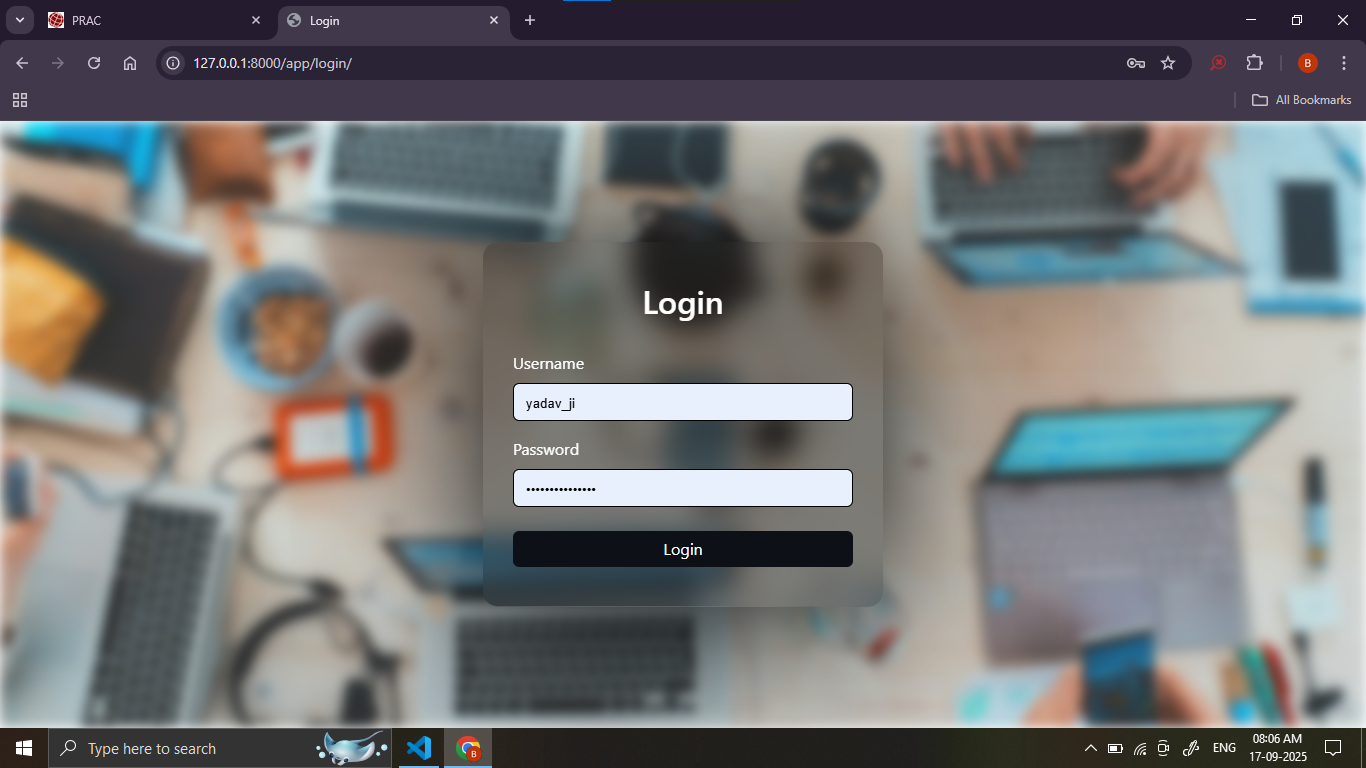 PRAC
Login
127.0.0.1:8000/app/login/
B
All Bookmarks
Login
Username
yadav_ji
Password
•••••••••••••••
Login
Type here to search
B
ENG
08:06 AM
17-09-2025